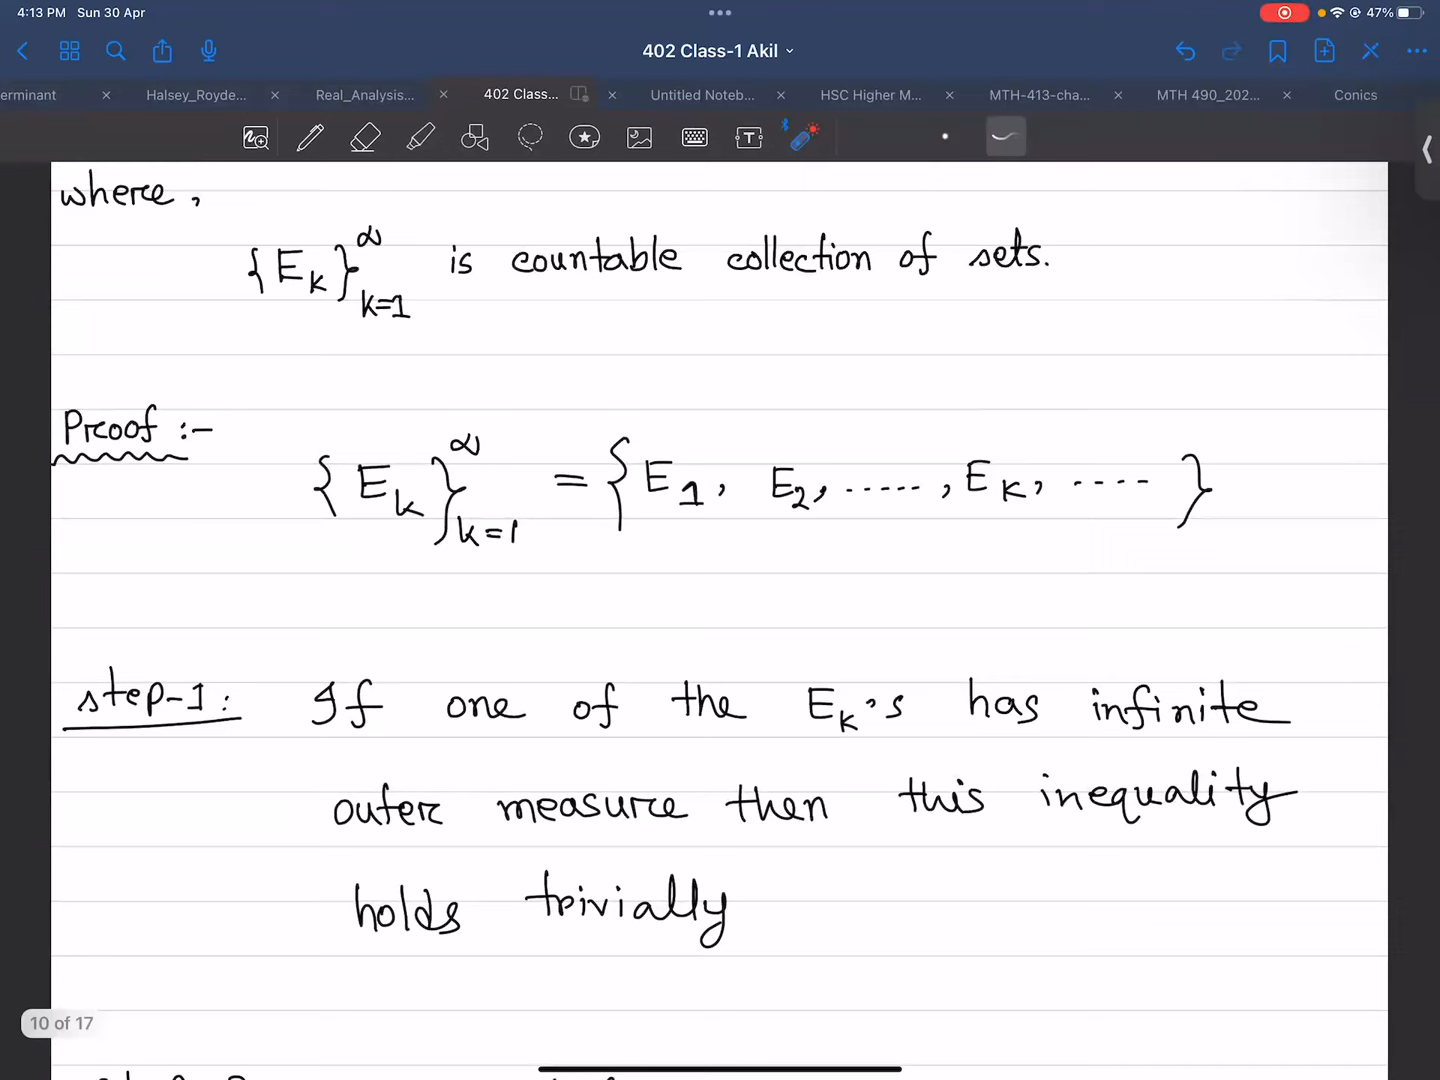 4:13 PM Sun 30 Apr
47%
402 Class-1 Akil
erminant
Halsey_Royde...
Real_Analysis...
402 Class...
Untitled Noteb...
HSC Higher M...
MTH-413-cha...
MTH 490_202...
Conics
where,
{E_k}_{k=1}^∞ is countable collection of sets.
Proof :-
{E_k}_{k=1}^∞ = {E_1, E_2, ....., E_k, .... }
step-1: If one of the E_k's has infinite
outer measure then this inequality
holds trivially
10 of 17